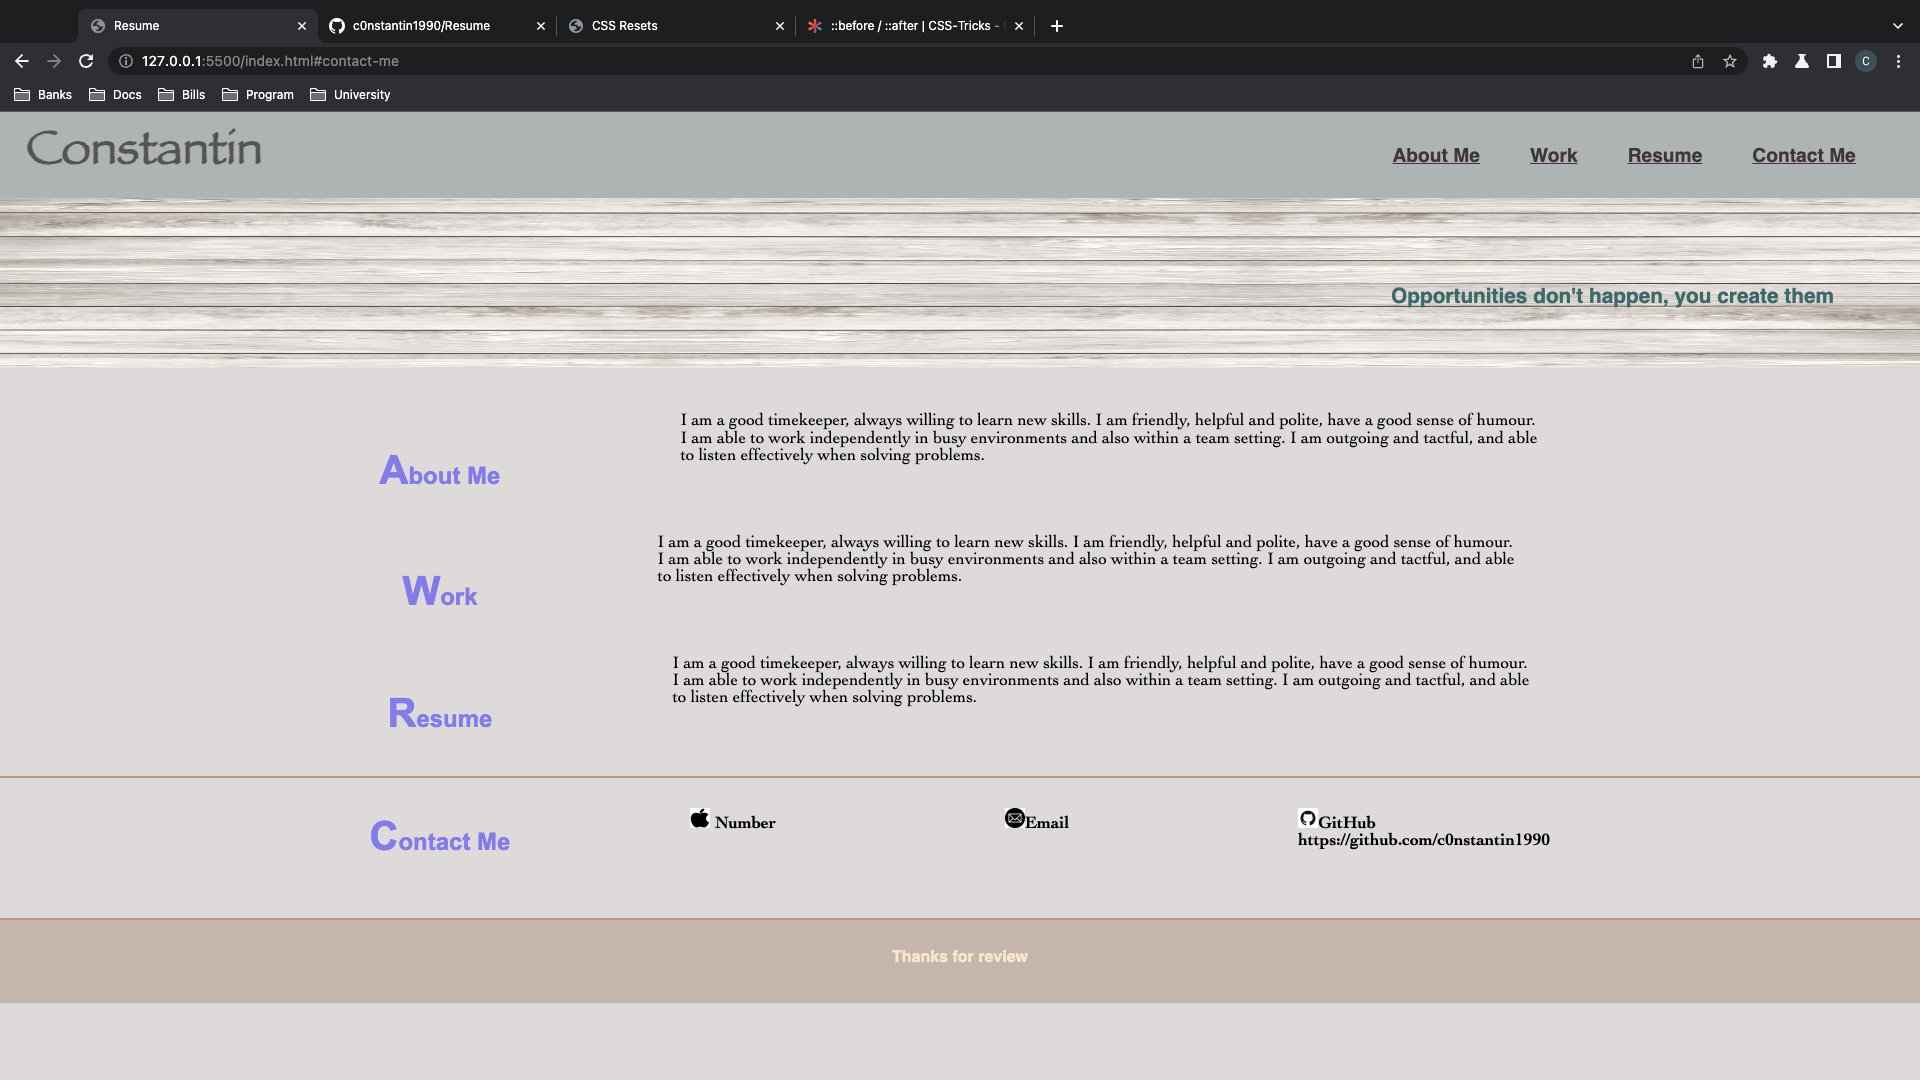 Resume
c0nstantin1990/Resume
CSS Resets
::before / ::after | CSS-Tricks -
127.0.0.1:5500/index.html#contact-me
C
Banks Docs Bills Program University
Constantin
About Me Work Resume Contact Me
Opportunities don't happen, you create them
About Me
I am a good timekeeper, always willing to learn new skills. I am friendly, helpful and polite, have a good sense of humour.
I am able to work independently in busy environments and also within a team setting. I am outgoing and tactful, and able
to listen effectively when solving problems.
Work
I am a good timekeeper, always willing to learn new skills. I am friendly, helpful and polite, have a good sense of humour.
I am able to work independently in busy environments and also within a team setting. I am outgoing and tactful, and able
to listen effectively when solving problems.
Resume
I am a good timekeeper, always willing to learn new skills. I am friendly, helpful and polite, have a good sense of humour.
I am able to work independently in busy environments and also within a team setting. I am outgoing and tactful, and able
to listen effectively when solving problems.
Contact Me
Number
Email
GitHub
https://github.com/c0nstantin1990
Thanks for review